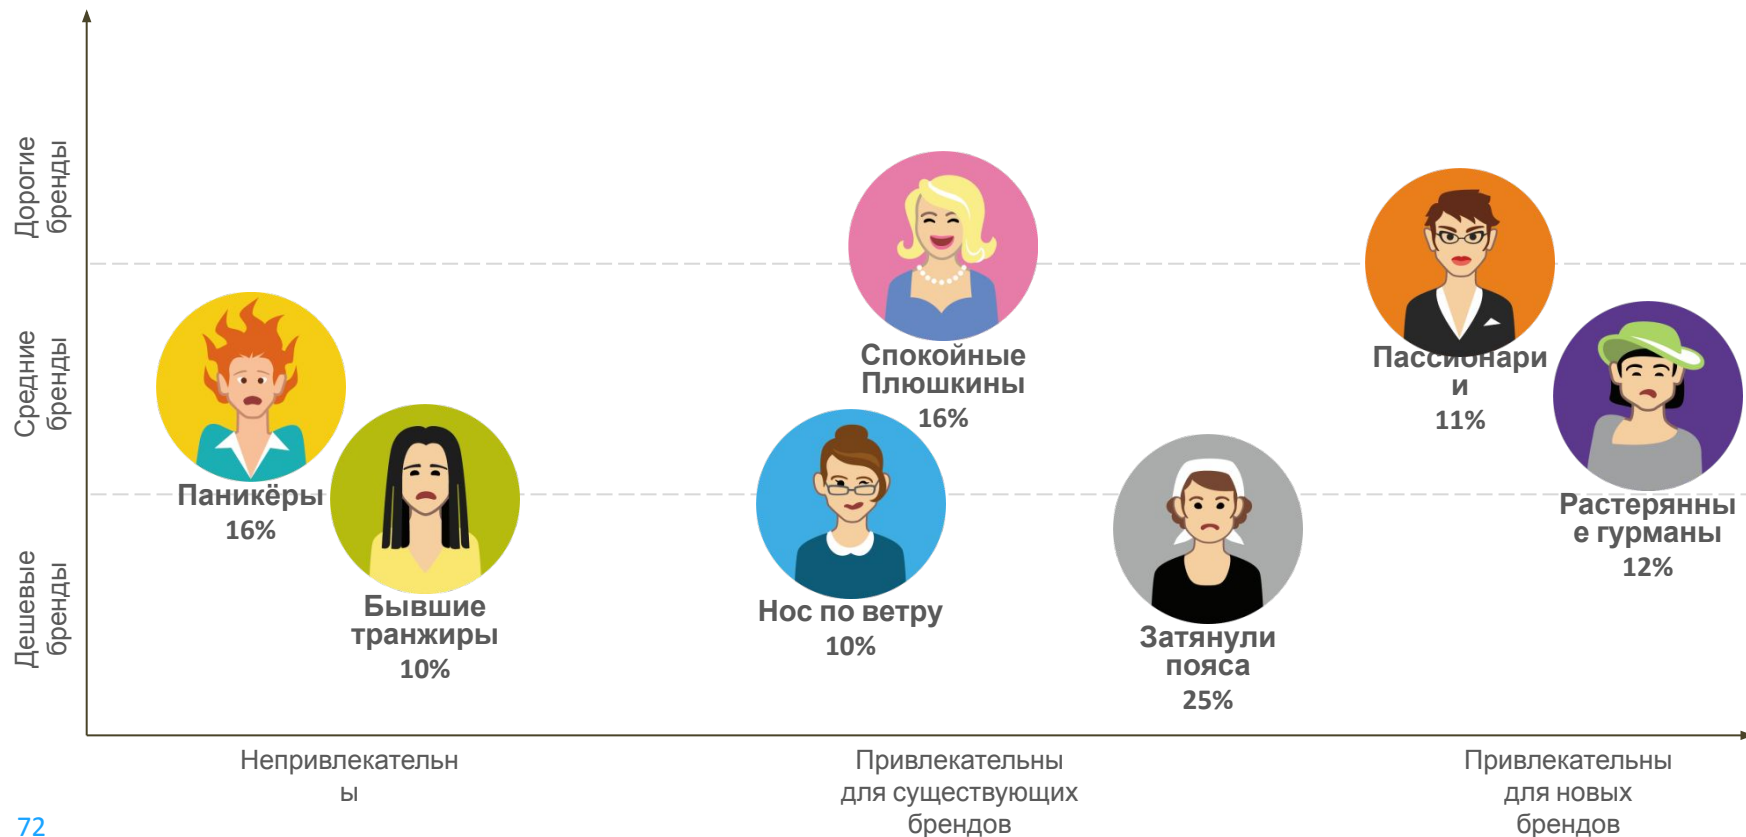 Дорогие
бренды
Средние
бренды
Дешевые
бренды
Паникёры
16%
Бывшие
транжиры
10%
Спокойные
Плюшкины
16%
Нос по ветру
10%
Затянули
пояса
25%
Пассионари
и
11%
Растерянны
е гурманы
12%
Непривлекательн
ы
Привлекательны
для существующих
брендов
Привлекательны
для новых
брендов
72